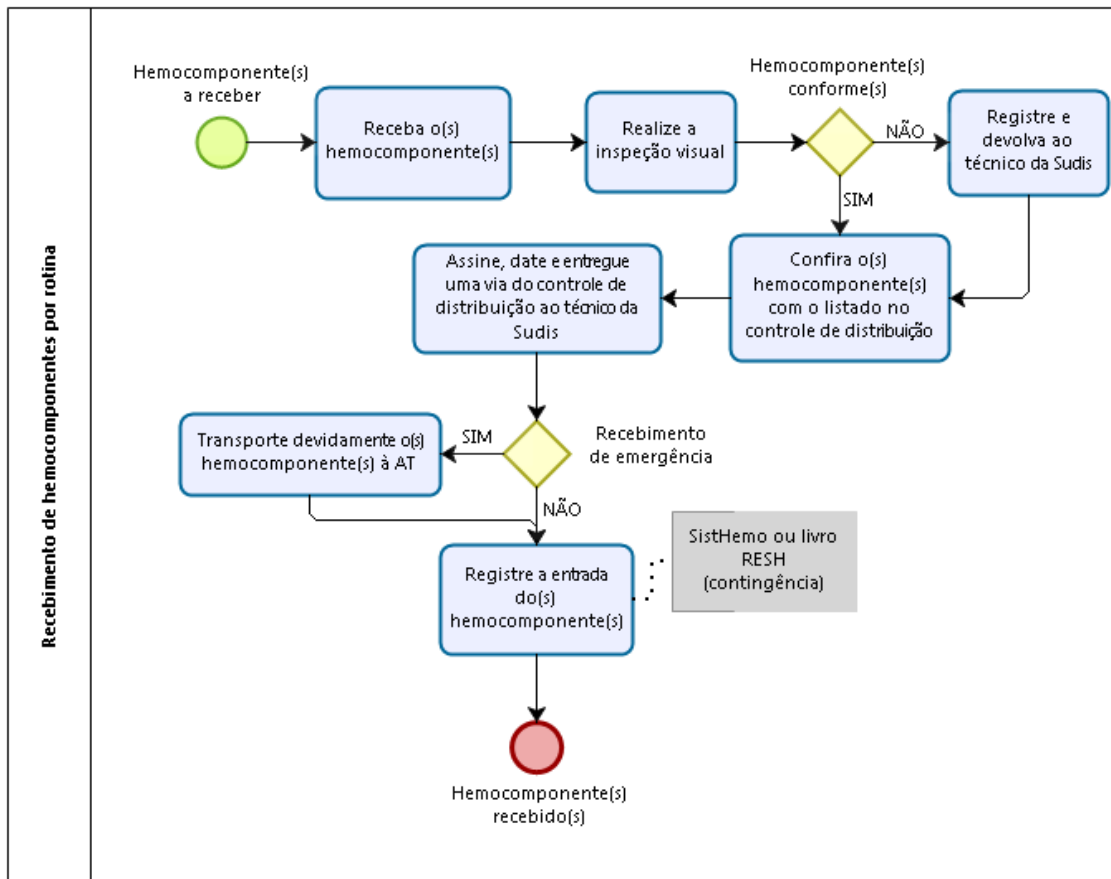 Recebimento de hemocomponentes por rotina
Hemocomponente(s)
a receber
Receba o(s)
hemocomponente(s)
Realize a
inspeção visual
Hemocomponente(s)
conforme(s)
NÃO
Registre e
devolva ao
técnico da Sudis
SIM
Confira o(s)
hemocomponente(s)
com o listado no
controle de distribuição
Assine, date e entregue
uma via do controle de
distribuição ao técnico da
Sudis
Recebimento
de emergência
SIM
Transporte devidamente o(s)
hemocomponente(s) à AT
NÃO
Registre a entrada
do(s)
hemocomponente(s)
SistHemo ou livro
RESH
(contingência)
Hemocomponente(s)
recebido(s)